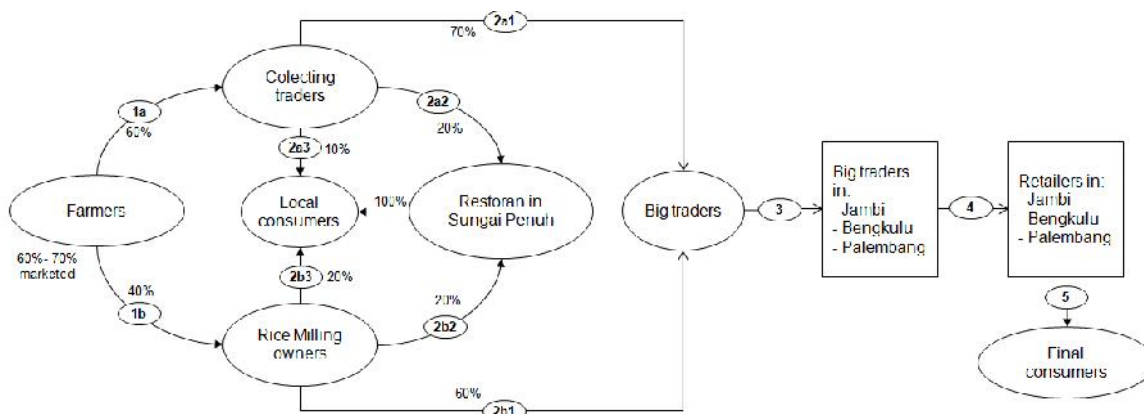 2a1
70%
Colecting
traders
1a
60%
2a2
20%
2a3
10%
Farmers
60%- 70%
marketed
Local
consumers
100%
Restoran in
Sungai Penuh
2b3
20%
40%
1b
20%
2b2
Rice Milling
owners
60%
2b1
Big traders
3
Big traders
in:
Jambi
- Bengkulu
- Palembang
4
Retailers in:
Jambi
Bengkulu
- Palembang
5
Final
consumers